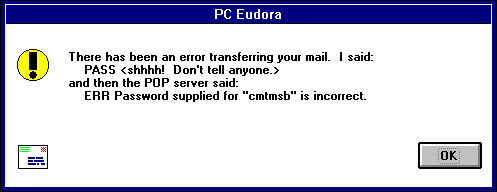 PC Eudora
There has been an error transferring your mail.  I said:
PASS <shhhh!  Don't tell anyone.>
and then the POP server said:
ERR Password supplied for "cmtmsb" is incorrect.
OK